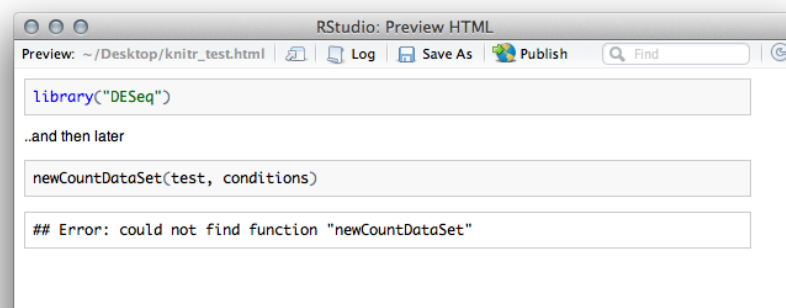 RStudio: Preview HTML
Preview: ~/Desktop/knitr_test.html Log Save As Publish Find
library("DESeq")
..and then later
newCountDataSet(test, conditions)
## Error: could not find function "newCountDataSet"